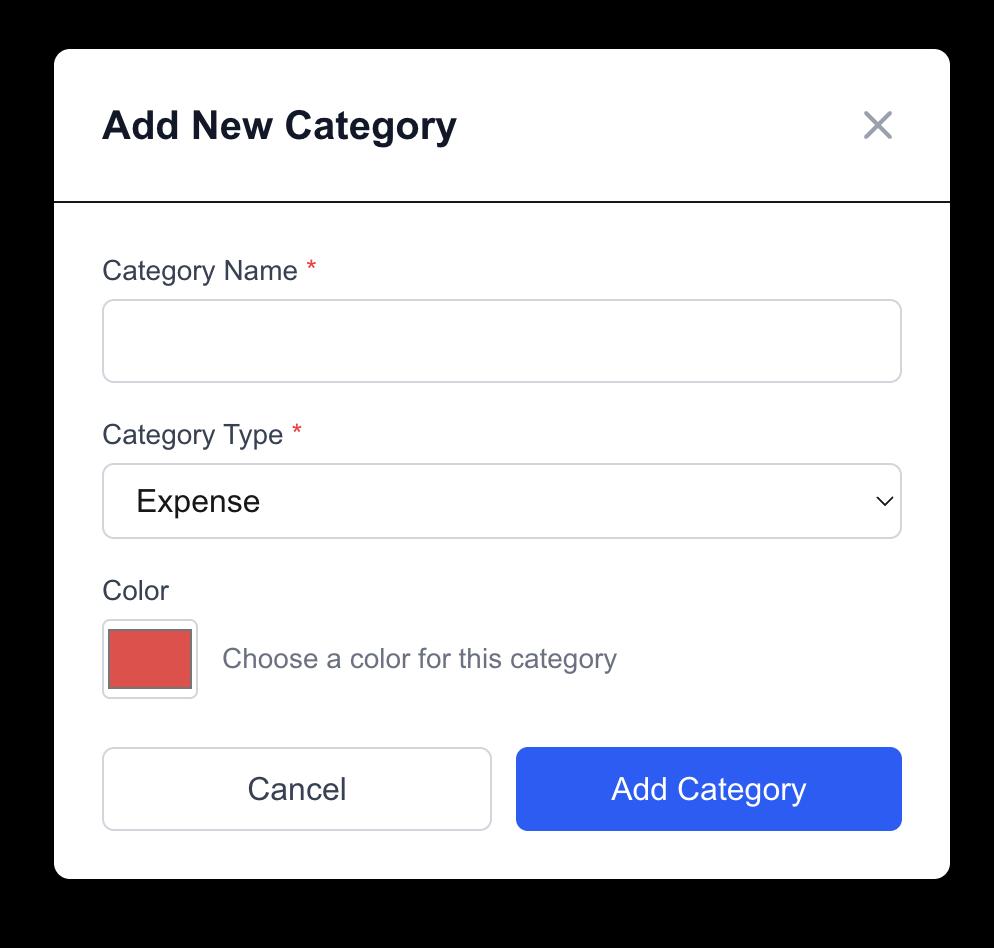 Add New Category
Category Name *
Category Type *
Expense
Color
Choose a color for this category
Cancel
Add Category